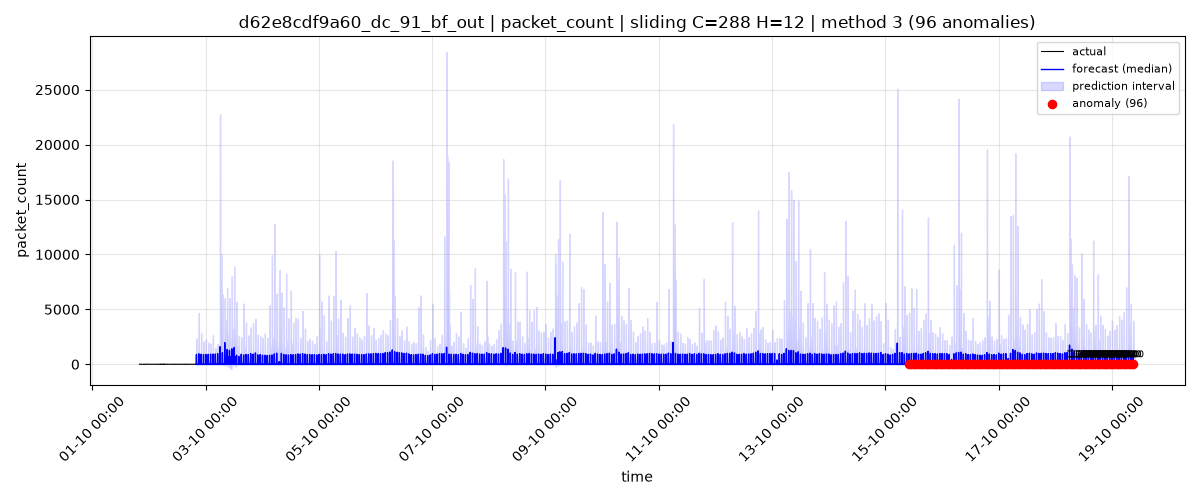 d62e8cdf9a60_dc_91_bf_out | packet_count | sliding C=288 H=12 | method 3 (96 anomalies)
actual
forecast (median)
prediction interval
anomaly (96)
packet_count
25000
20000
15000
10000
5000
0
01-10 00:00
03-10 00:00
05-10 00:00
07-10 00:00
09-10 00:00
11-10 00:00
13-10 00:00
15-10 00:00
17-10 00:00
19-10 00:00
time